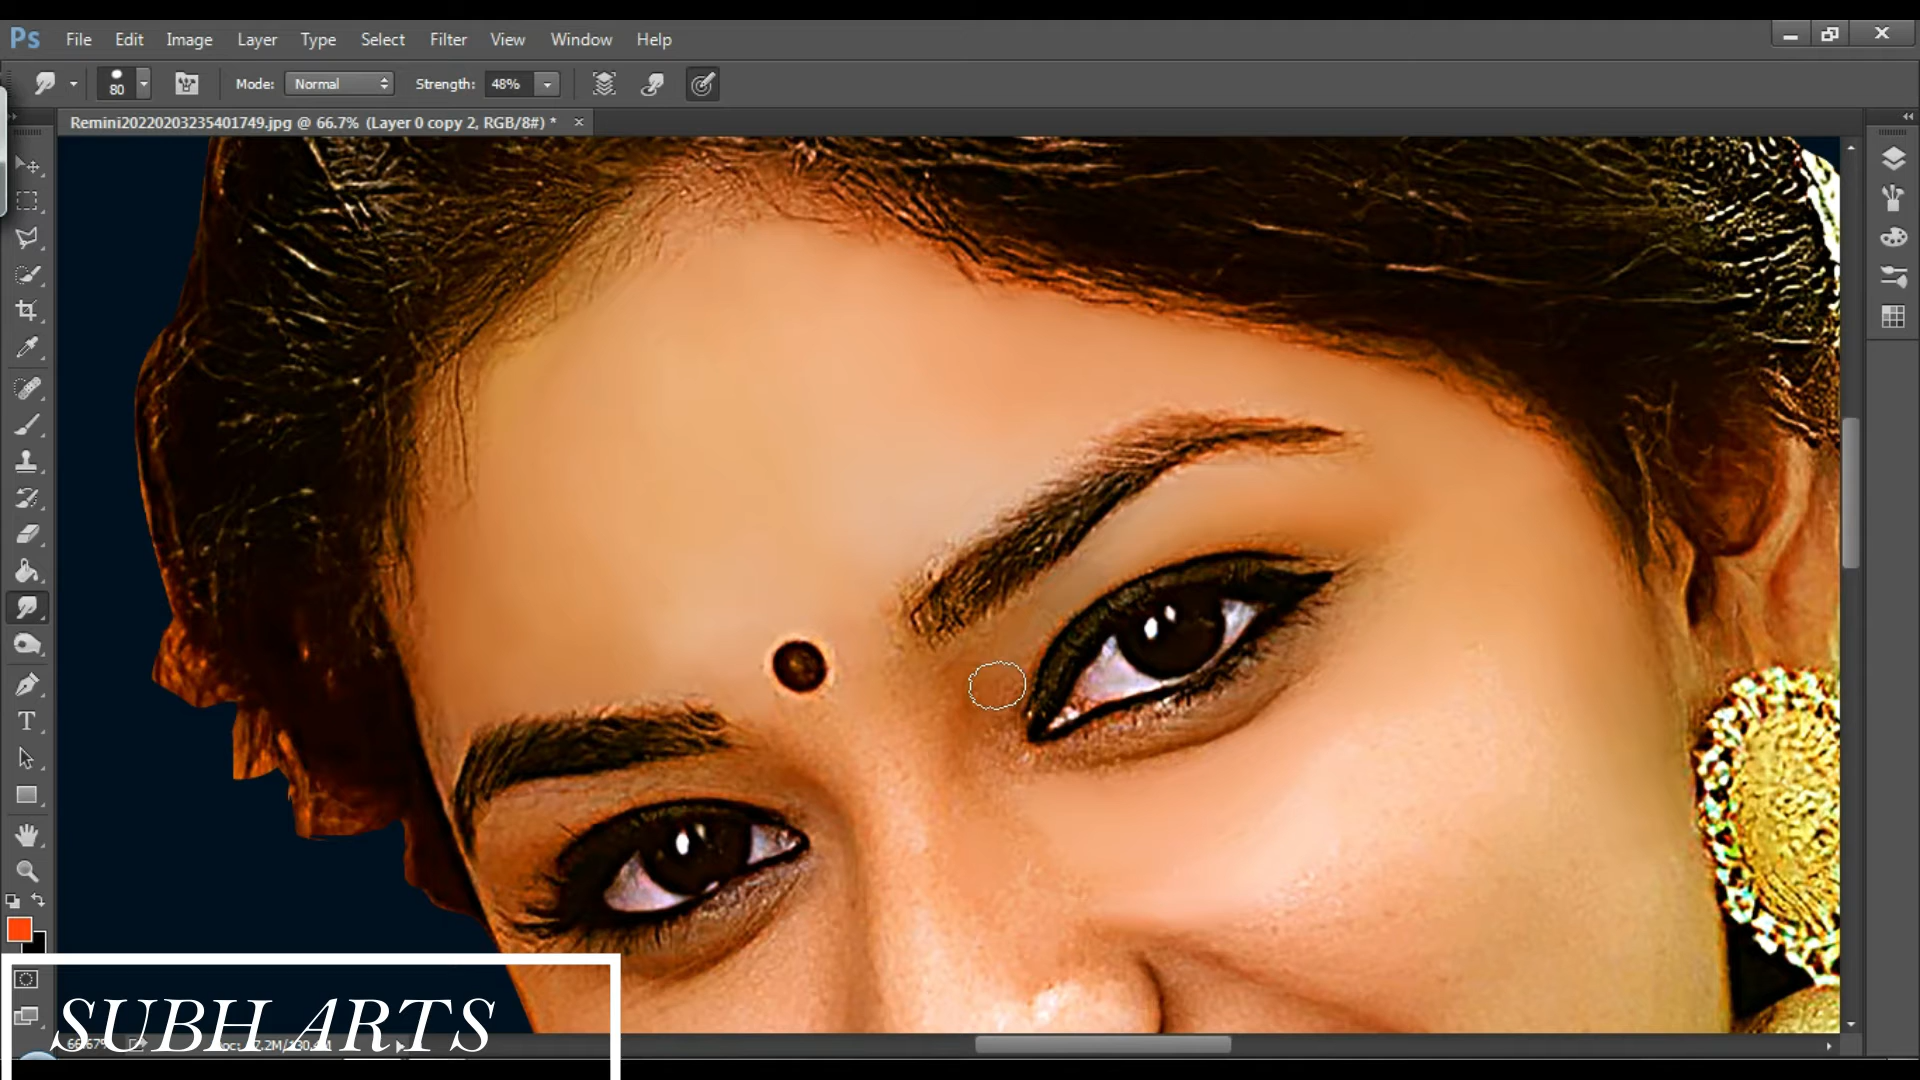 Ps File Edit Image Layer Type Select Filter View Window Help
80 Mode: Normal Strength: 48%
Remini20220203235401749.jpg @ 66.7% (Layer 0 copy 2, RGB/8#) *
T
SUBH ARTS